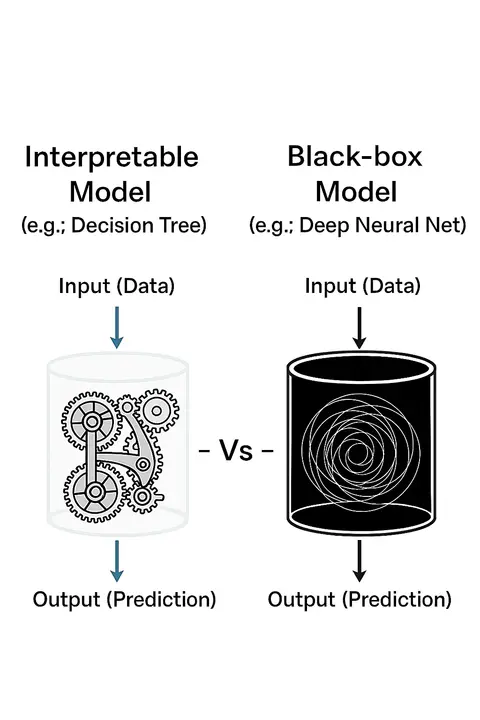 Interpretable
Model
(e.g.; Decision Tree)
Input (Data)
Output (Prediction)
- Vs -
Black-box
Model
(e.g.; Deep Neural Net)
Input (Data)
Output (Prediction)